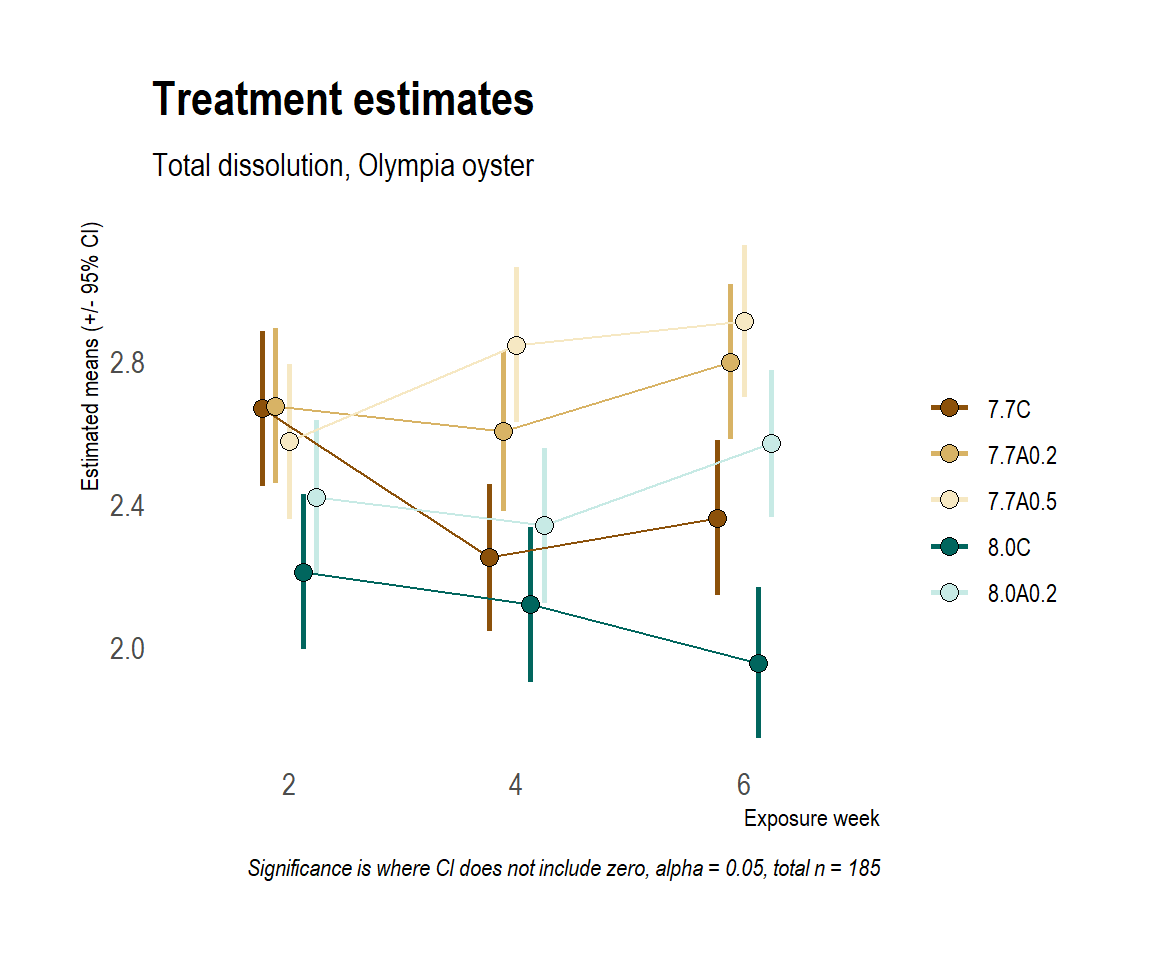 Treatment estimates
Total dissolution, Olympia oyster
Estimated means (+/- 95% CI)
2.8
2.4
2.0
2
4
6
Exposure week
7.7C
7.7A0.2
7.7A0.5
8.0C
8.0A0.2
Significance is where CI does not include zero, alpha = 0.05, total n = 185